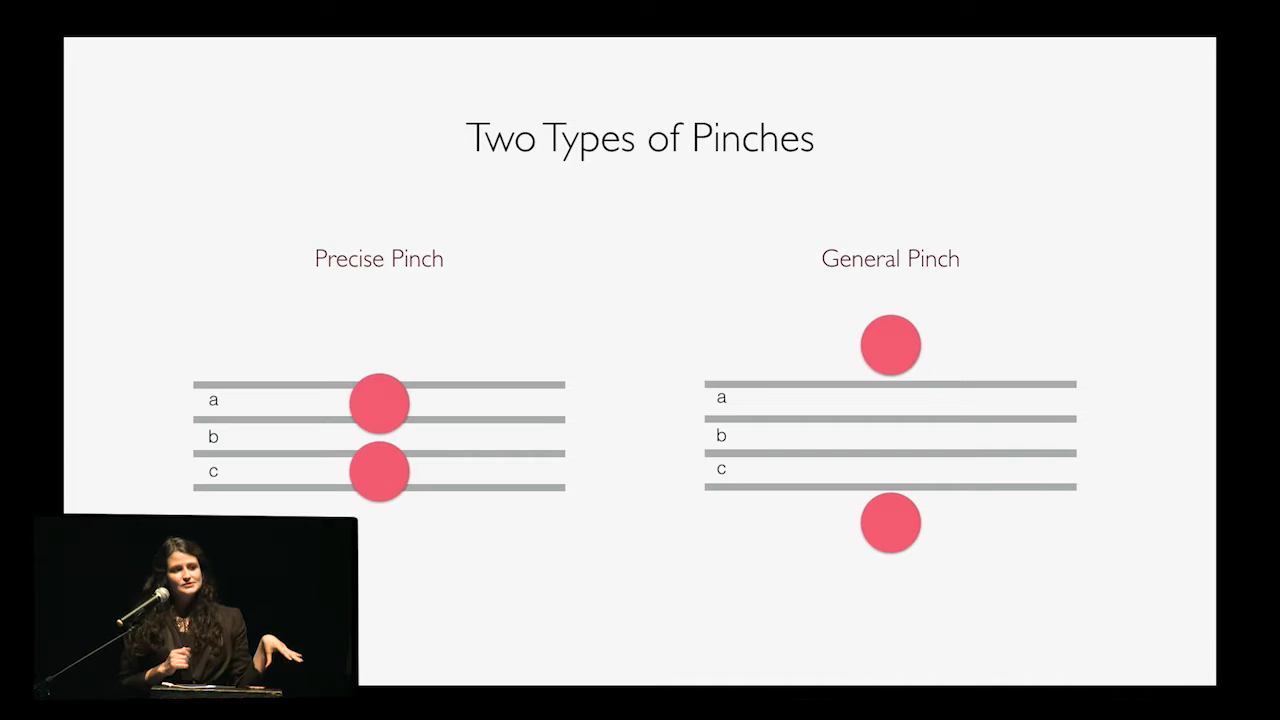 Two Types of Pinches
Precise Pinch
General Pinch
a
b
c
a
b
c